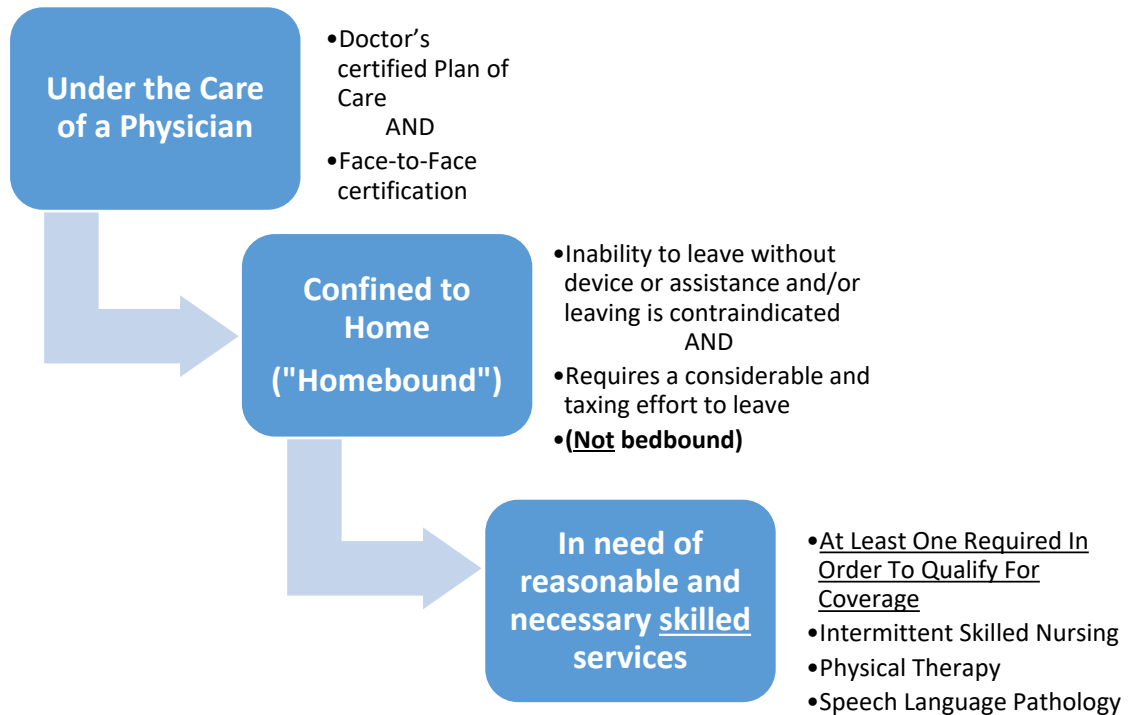 Under the Care
of a Physician
•Doctor’s
certified Plan of
Care
AND
•Face-to-Face
certification
Confined to
Home
("Homebound")
•Inability to leave without
device or assistance and/or
leaving is contraindicated
AND
•Requires a considerable and
taxing effort to leave
•(Not bedbound)
In need of
reasonable and
necessary skilled
services
•At Least One Required In
Order To Qualify For
Coverage
•Intermittent Skilled Nursing
•Physical Therapy
•Speech Language Pathology